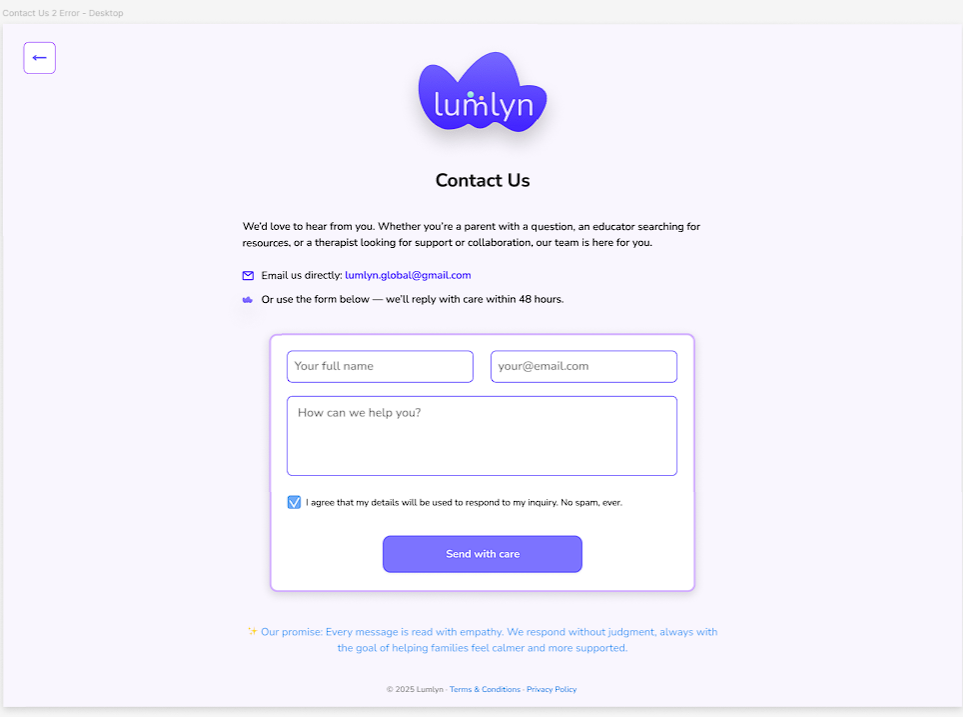 Contact Us 2 Error - Desktop
lumlyn
Contact Us
We'd love to hear from you. Whether you're a parent with a question, an educator searching for
resources, or a therapist looking for support or collaboration, our team is here for you.
Email us directly: lumlyn.global@gmail.com
Or use the form below — we'll reply with care within 48 hours.
Your full name
your@email.com
How can we help you?
I agree that my details will be used to respond to my inquiry. No spam, ever.
Send with care
✨ Our promise: Every message is read with empathy. We respond without judgment, always with
the goal of helping families feel calmer and more supported.
© 2025 Lumlyn · Terms & Conditions · Privacy Policy